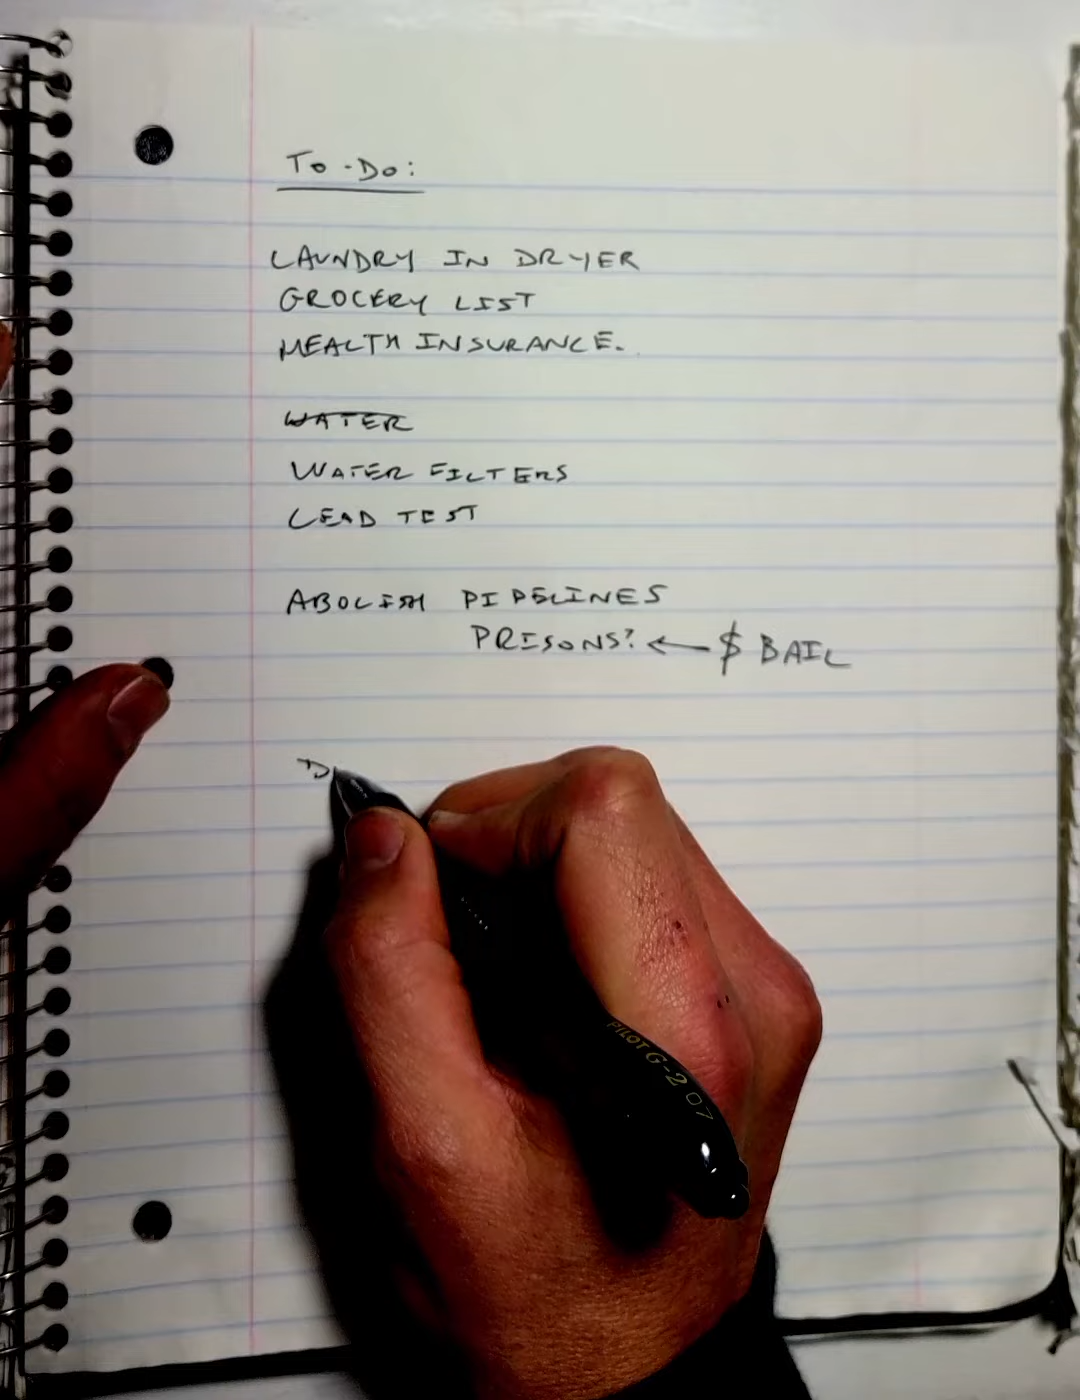 To-Do:
LAUNDRY IN DRYER
GROCERY LIST
HEALTH INSURANCE.
WATER
WATER FILTERS
LEAD TEST
ABOLISH PIPELINES
PRISONS? ← $ BAIL
D
PILOT G-2 07